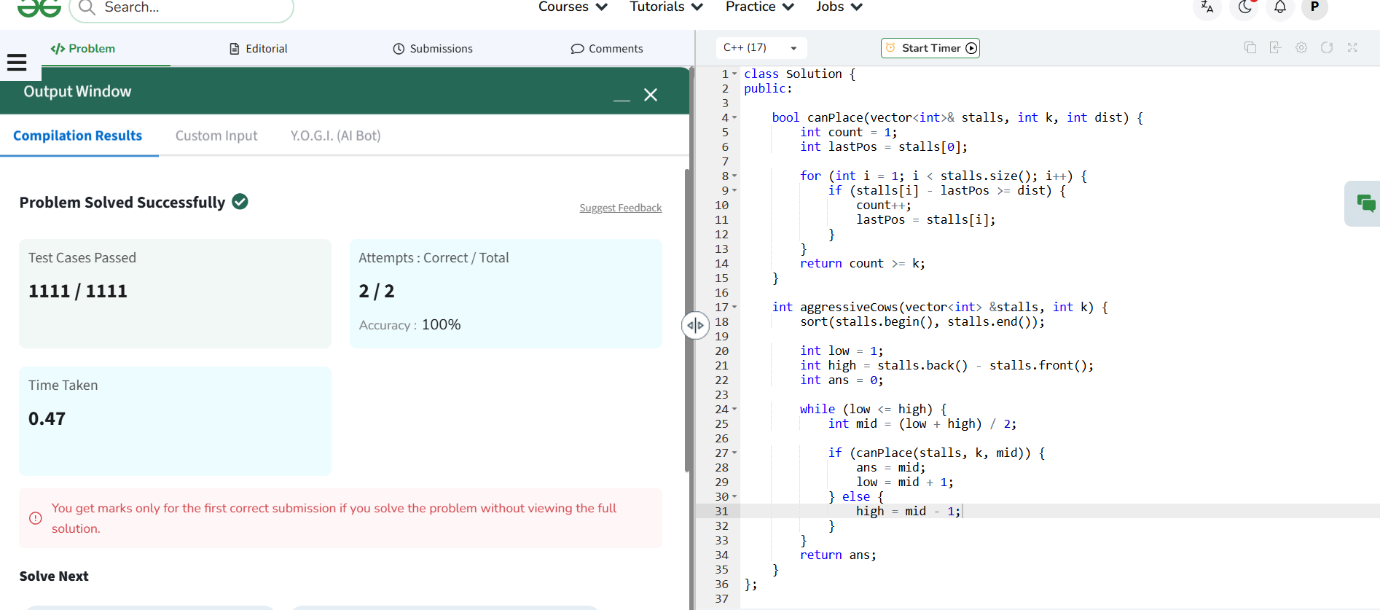 Search...
Courses Tutorials Practice Jobs
P
</> Problem Editorial Submissions Comments
Output Window
Compilation Results Custom Input Y.O.G.I. (AI Bot)
Problem Solved Successfully
Suggest Feedback
Test Cases Passed
1111 / 1111
Attempts : Correct / Total
2 / 2
Accuracy : 100%
Time Taken
0.47
You get marks only for the first correct submission if you solve the problem without viewing the full
solution.
Solve Next
C++ (17) Start Timer
1 class Solution {
2 public:
3
4     bool canPlace(vector<int>& stalls, int k, int dist) {
5         int count = 1;
6         int lastPos = stalls[0];
7
8         for (int i = 1; i < stalls.size(); i++) {
9             if (stalls[i] - lastPos >= dist) {
10                 count++;
11                 lastPos = stalls[i];
12             }
13         }
14         return count >= k;
15     }
16
17     int aggressiveCows(vector<int> &stalls, int k) {
18         sort(stalls.begin(), stalls.end());
19
20         int low = 1;
21         int high = stalls.back() - stalls.front();
22         int ans = 0;
23
24         while (low <= high) {
25             int mid = (low + high) / 2;
26
27             if (canPlace(stalls, k, mid)) {
28                 ans = mid;
29                 low = mid + 1;
30             } else {
31                 high = mid - 1;
32             }
33         }
34         return ans;
35     }
36 };
37